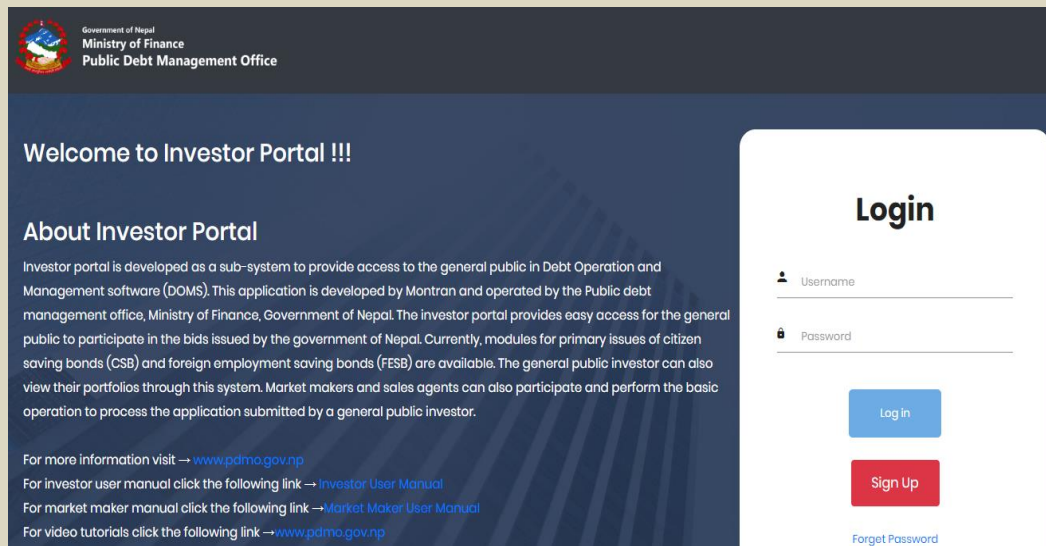 Government of Nepal
Ministry of Finance
Public Debt Management Office
Welcome to Investor Portal !!!
About Investor Portal
Investor portal is developed as a sub-system to provide access to the general public in Debt Operation and
Management software (DOMS). This application is developed by Montran and operated by the Public debt
management office, Ministry of Finance, Government of Nepal. The investor portal provides easy access for the general
public to participate in the bids issued by the government of Nepal. Currently, modules for primary issues of citizen
saving bonds (CSB) and foreign employment saving bonds (FESB) are available. The general public investor can also
view their portfolios through this system. Market makers and sales agents can also participate and perform the basic
operation to process the application submitted by a general public investor.
For more information visit → www.pdmo.gov.np
For investor user manual click the following link → Investor User Manual
For market maker manual click the following link →Market Maker User Manual
For video tutorials click the following link →www.pdmo.gov.np
Login
Username
Password
Log in
Sign Up
Forget Password